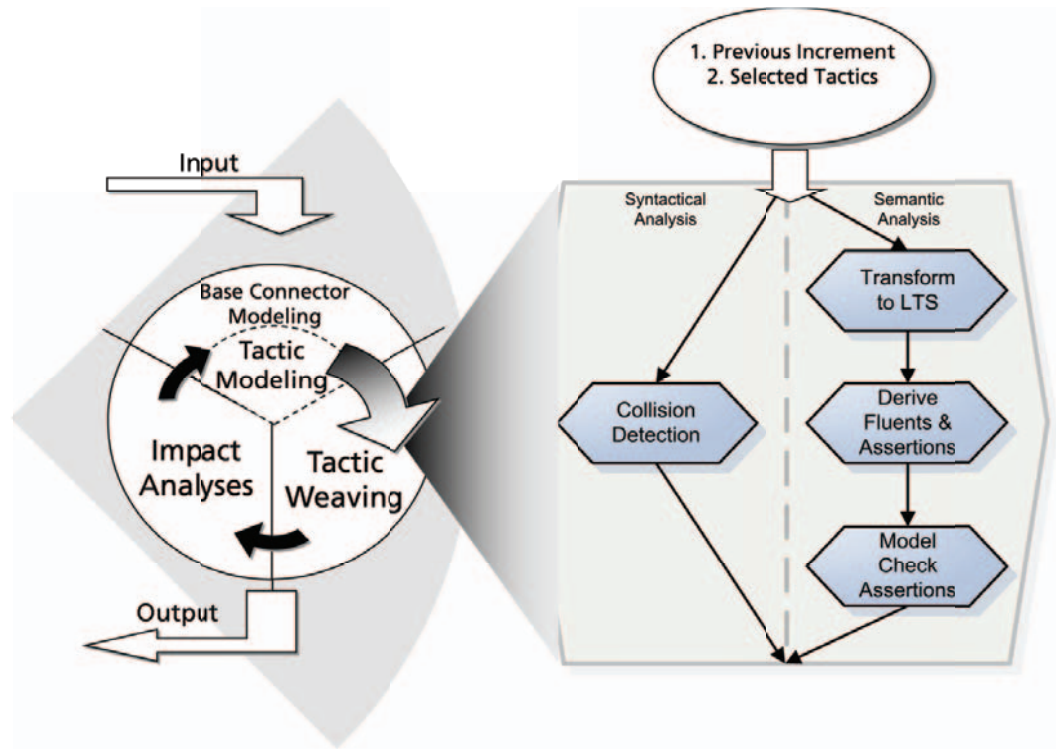 1. Previous Increment
2. Selected Tactics
Input
Syntactical
Analysis
Semantic
Analysis
Transform
to LTS
Base Connector
Modeling
Tactic
Modeling
Collision
Detection
Derive
Fluents &
Assertions
Impact
Analyses
Tactic
Weaving
Model
Check
Assertions
Output